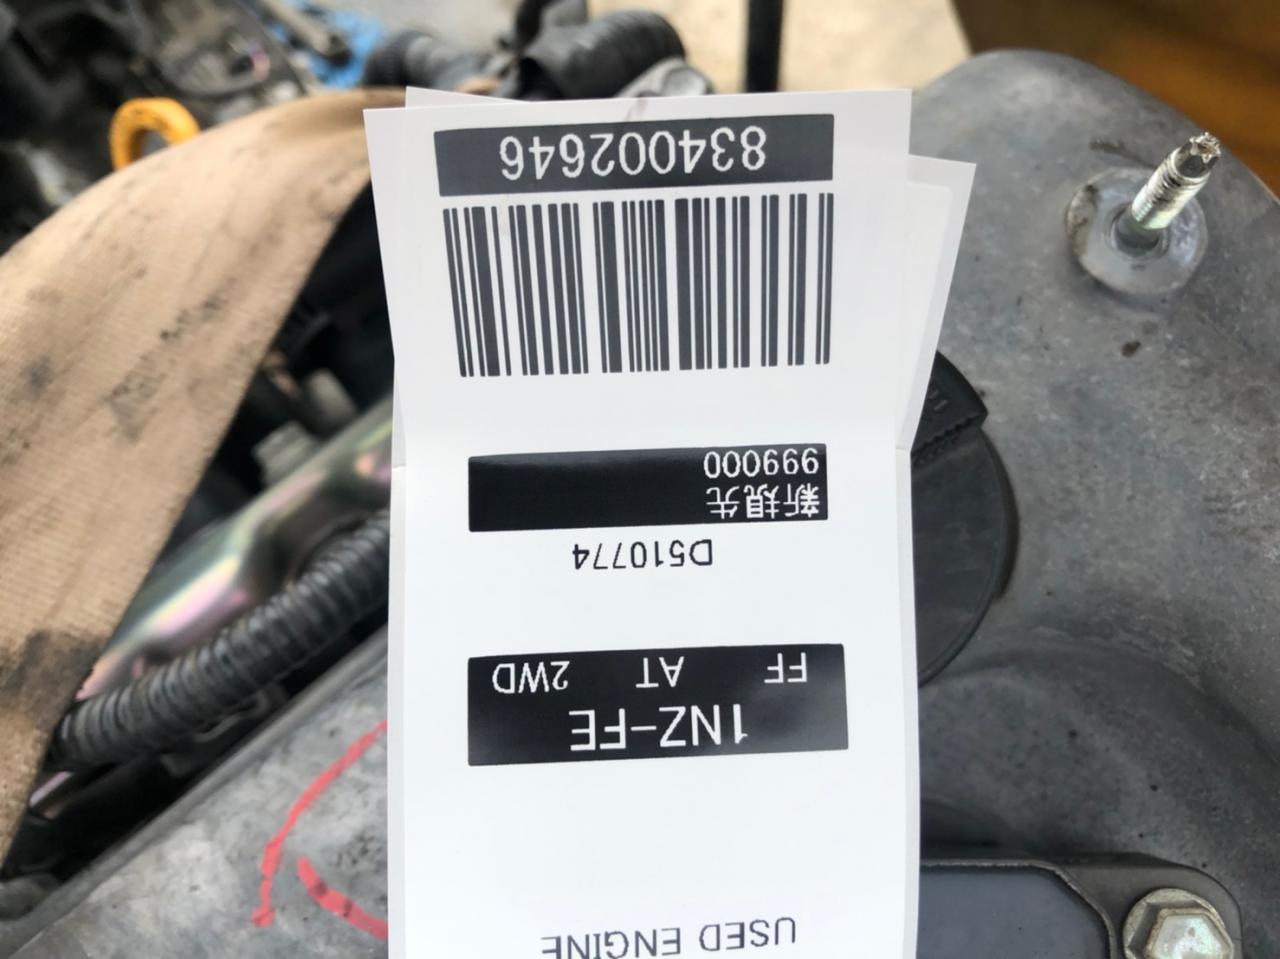 USED ENGINE
1NZ-FE
FF AT 2WD
D510774
新規先
999000
834002646